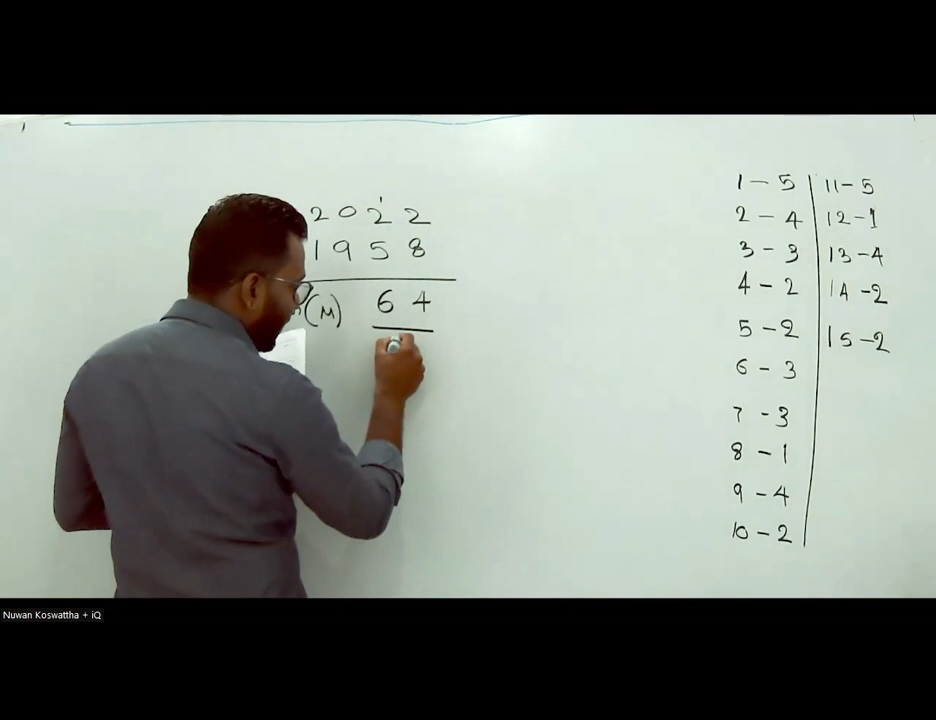 2022
1958
(M) 64
1 - 5 | 11 - 5
2 - 4 | 12 - 1
3 - 3 | 13 - 4
4 - 2 | 14 - 2
5 - 2 | 15 - 2
6 - 3
7 - 3
8 - 1
9 - 4
10 - 2
Nuwan Koswattha + iQ